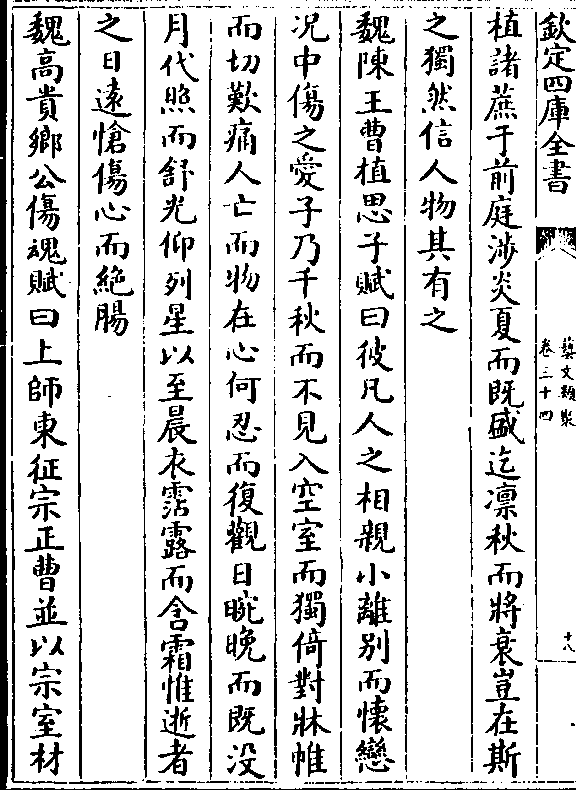 欽定四庫全書
藝文類聚
卷三十四
十八
植諸蔗于前庭涉炎夏而既盛迄凛秋而將衰豈在斯
之獨然信人物其有之
魏陳王曹植思子賦曰彼凡人之相親小離别而懷戀
况中傷之愛子乃千秋而不見入空室而獨倚對牀帷
而切歎痛人亡而物在心何忍而復觀日晼晚而既没
月代照而舒光仰列星以至晨衣霑露而含霜惟逝者
之日遠愴傷心而絶腸
魏高貴鄉公傷魂賦曰上師東征宗正曹並以宗室材